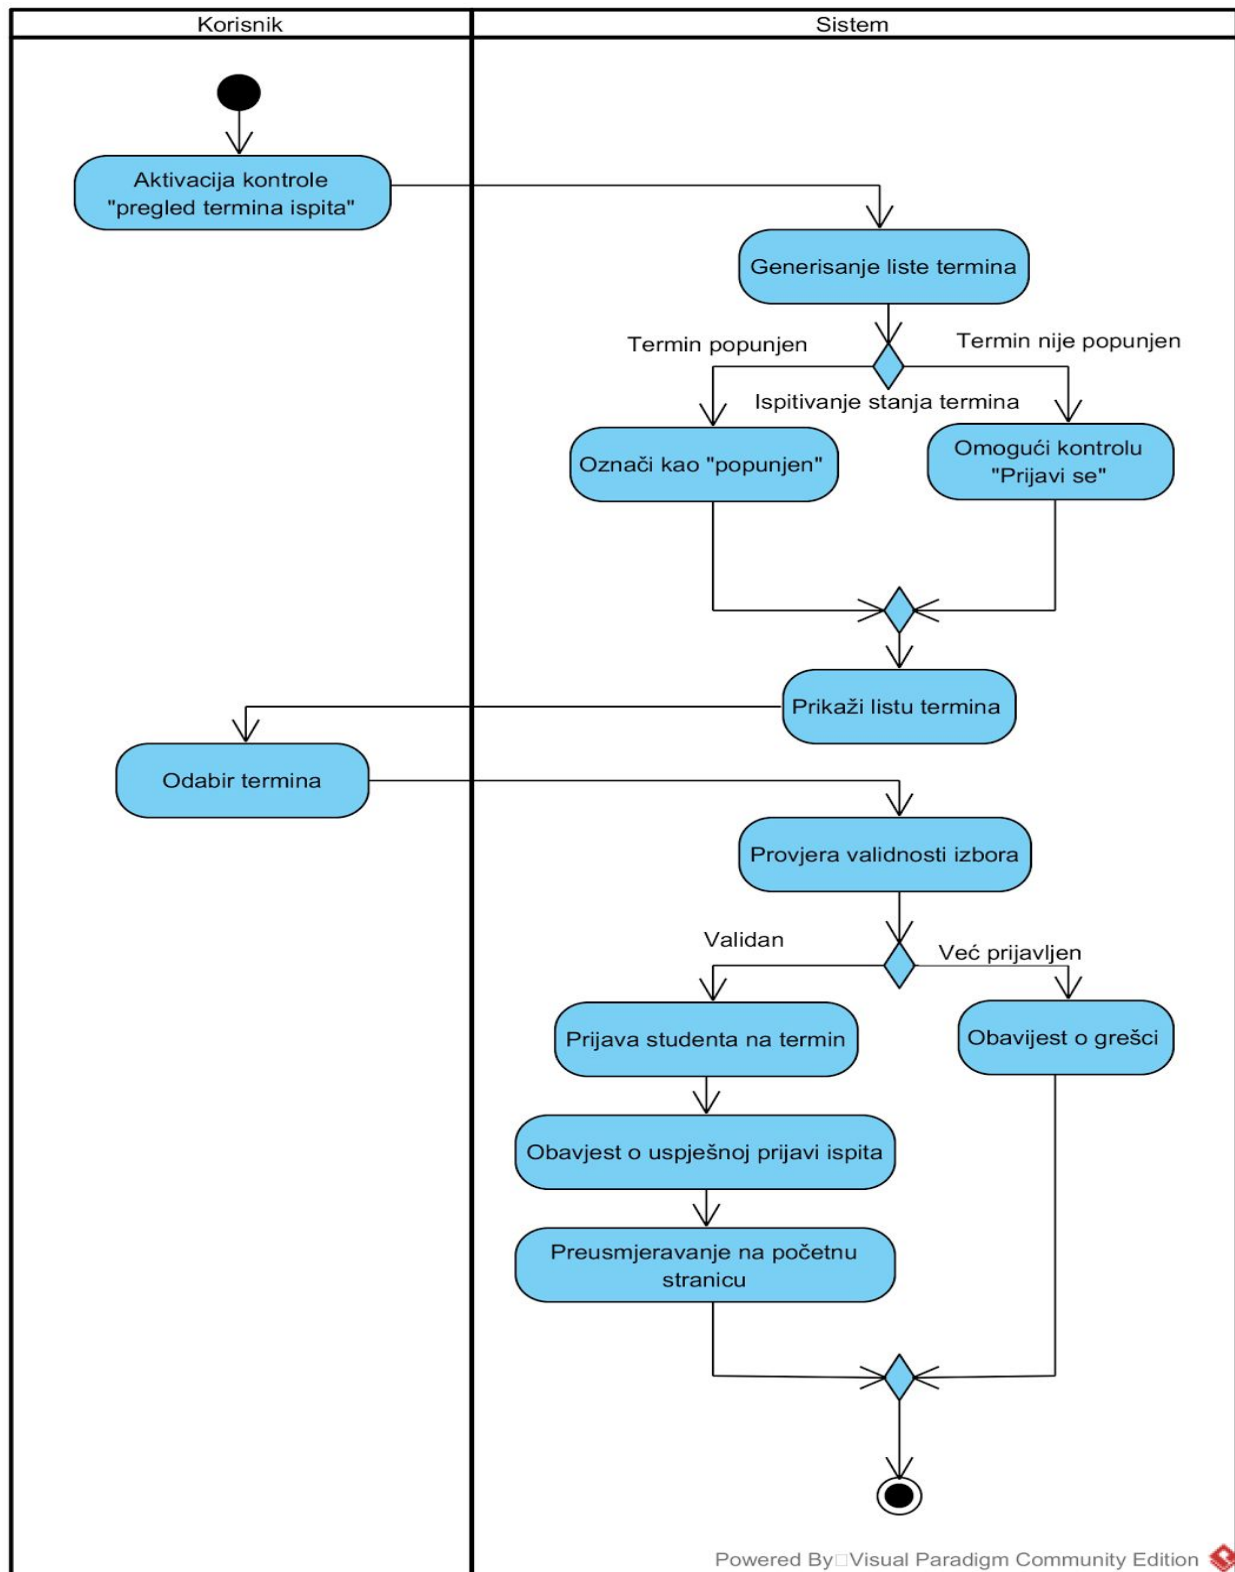 Korisnik
Sistem
Aktivacija kontrole
"pregled termina ispita"
Generisanje liste termina
Termin popunjen
Termin nije popunjen
Ispitivanje stanja termina
Označi kao "popunjen"
Omogući kontrolu
"Prijavi se"
Prikaži listu termina
Odabir termina
Provjera validnosti izbora
Validan
Već prijavljen
Prijava studenta na termin
Obavijest o grešci
Obavjest o uspješnoj prijavi ispita
Preusmjeravanje na početnu
stranicu
Powered By□Visual Paradigm Community Edition